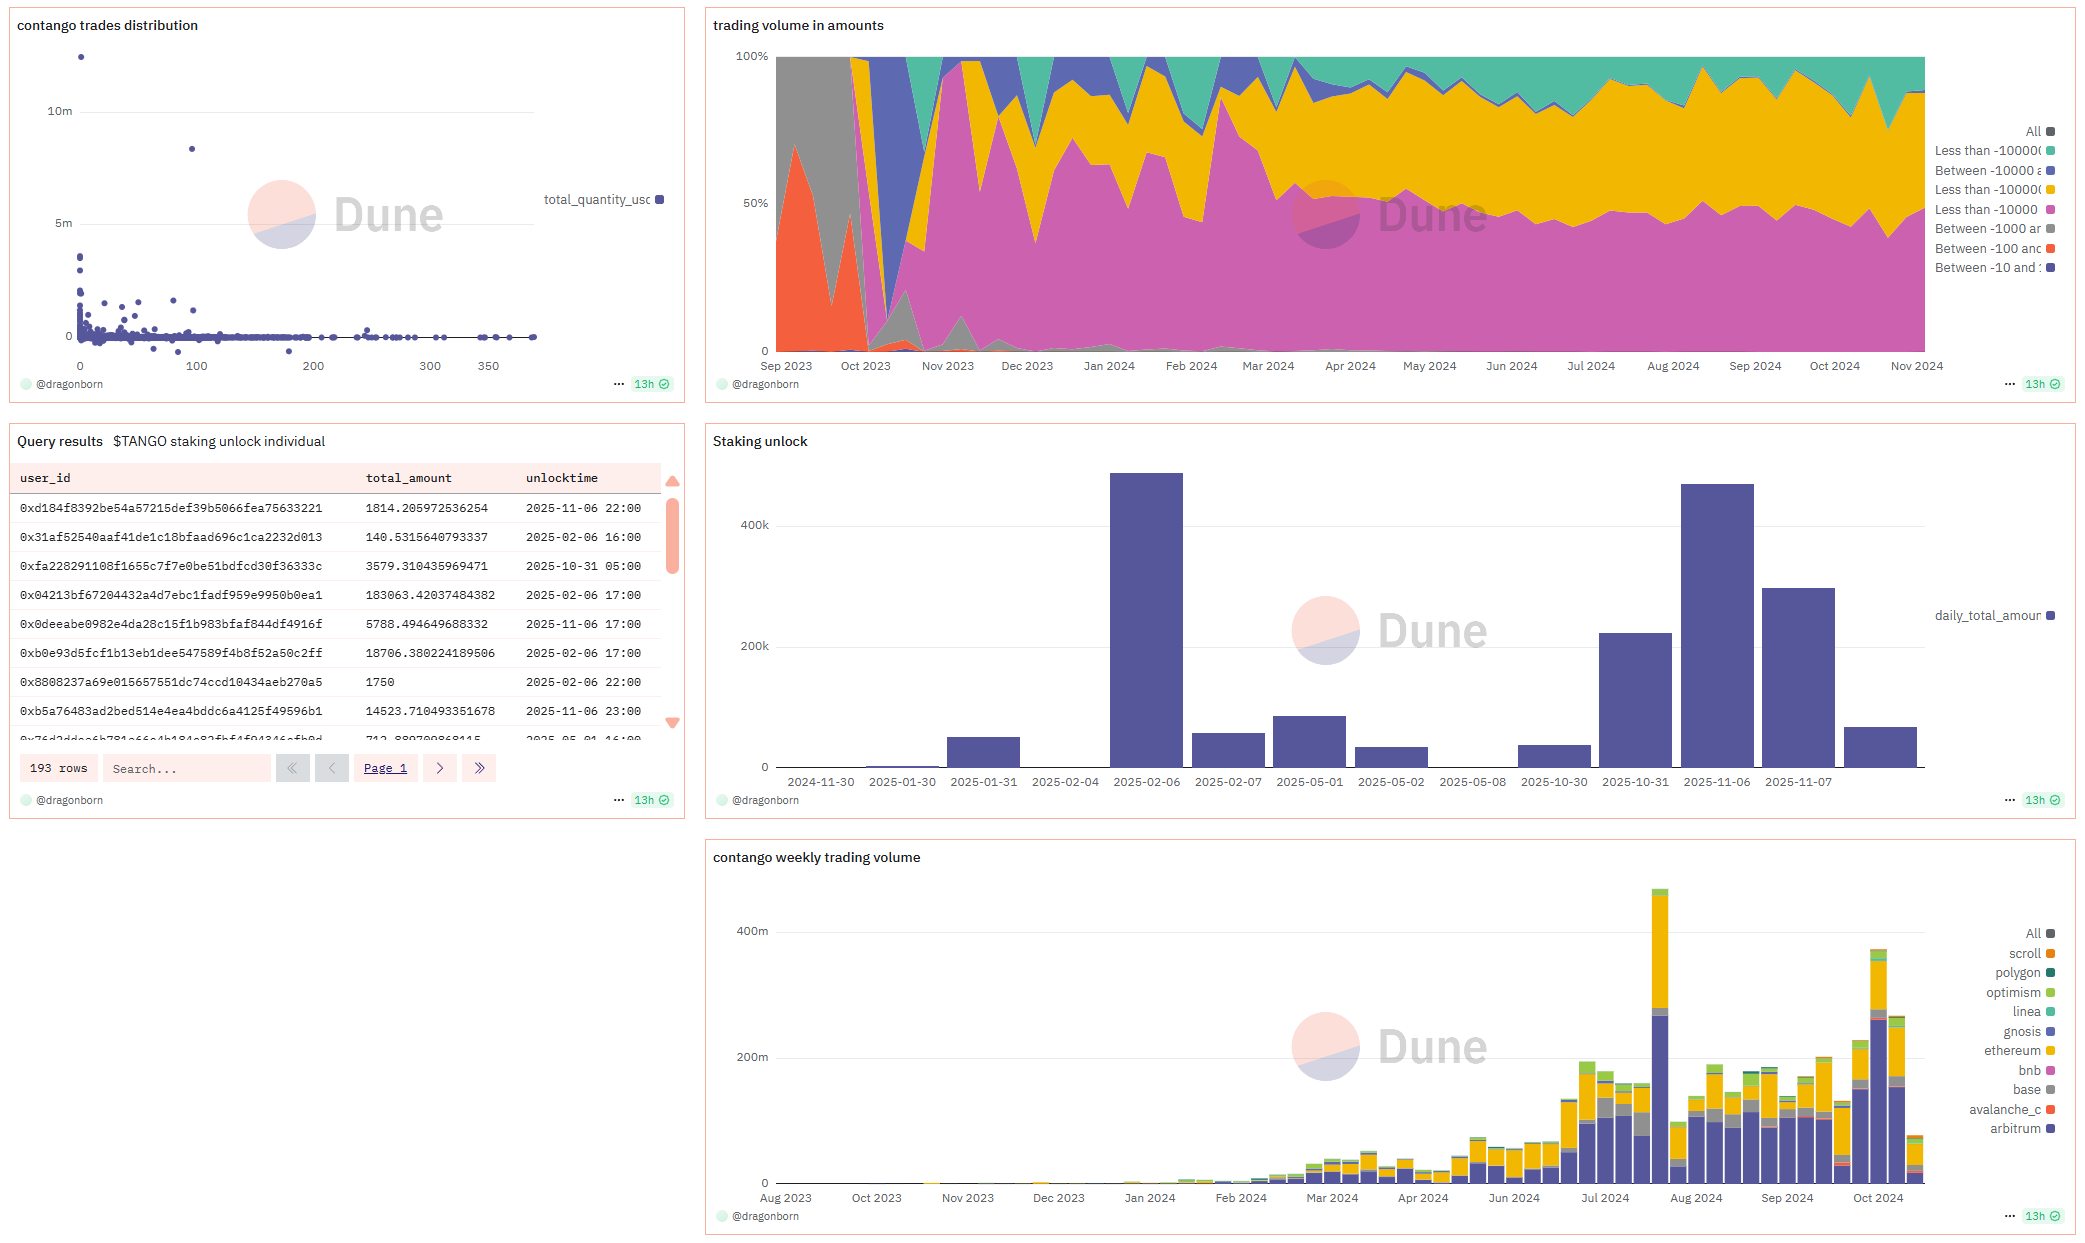 contango trades distribution
10m
5m
0
0
100
200
300
350
Dune
total_quantity_usc
@dragonborn
13h
trading volume in amounts
100%
50%
0
Sep 2023
Oct 2023
Nov 2023
Dec 2023
Jan 2024
Feb 2024
Mar 2024
Apr 2024
May 2024
Jun 2024
Jul 2024
Aug 2024
Sep 2024
Oct 2024
Nov 2024
Dune
All
Less than -100000
Between -10000 a
Less than -100000
Less than -10000
Between -1000 ar
Between -100 anc
Between -10 and
@dragonborn
13h
Query results $TANGO staking unlock individual
user_id total_amount unlocktime
0xd184f8392be54a57215def39b5066fea75633221 1814.205972536254 2025-11-06 22:00
0x31af52540aaf41de1c18bfaad696c1ca2232d013 140.5315640793337 2025-02-06 16:00
0xfa228291108f1655c7f7e0be51bdfcd30f36333c 3579.310435969471 2025-10-31 05:00
0x04213bf67204432a4d7ebc1fadf959e9950b0ea1 183063.42037484382 2025-02-06 17:00
0x0deeabe0982e4da28c15f1b983bfaf844df4916f 5788.494649688332 2025-11-06 17:00
0xb0e93d5fcf1b13eb1dee547589f4b8f52a50c2ff 18706.380224189506 2025-02-06 17:00
0x8808237a69e015657551dc74ccd10434aeb270a5 1750 2025-02-06 22:00
0xb5a76483ad2bed514e4ea4bddc6a4125f49596b1 14523.710493351678 2025-11-06 23:00
193 rows
Search...
Page 1
@dragonborn
13h
Staking unlock
400k
200k
0
2024-11-30
2025-01-30
2025-01-31
2025-02-04
2025-02-06
2025-02-07
2025-05-01
2025-05-02
2025-05-08
2025-10-30
2025-10-31
2025-11-06
2025-11-07
Dune
daily_total_amoun
@dragonborn
13h
contango weekly trading volume
400m
200m
0
Aug 2023
Oct 2023
Nov 2023
Dec 2023
Jan 2024
Feb 2024
Mar 2024
Apr 2024
Jun 2024
Jul 2024
Aug 2024
Sep 2024
Oct 2024
Dune
All
scroll
polygon
optimism
linea
gnosis
ethereum
bnb
base
avalanche_c
arbitrum
@dragonborn
13h